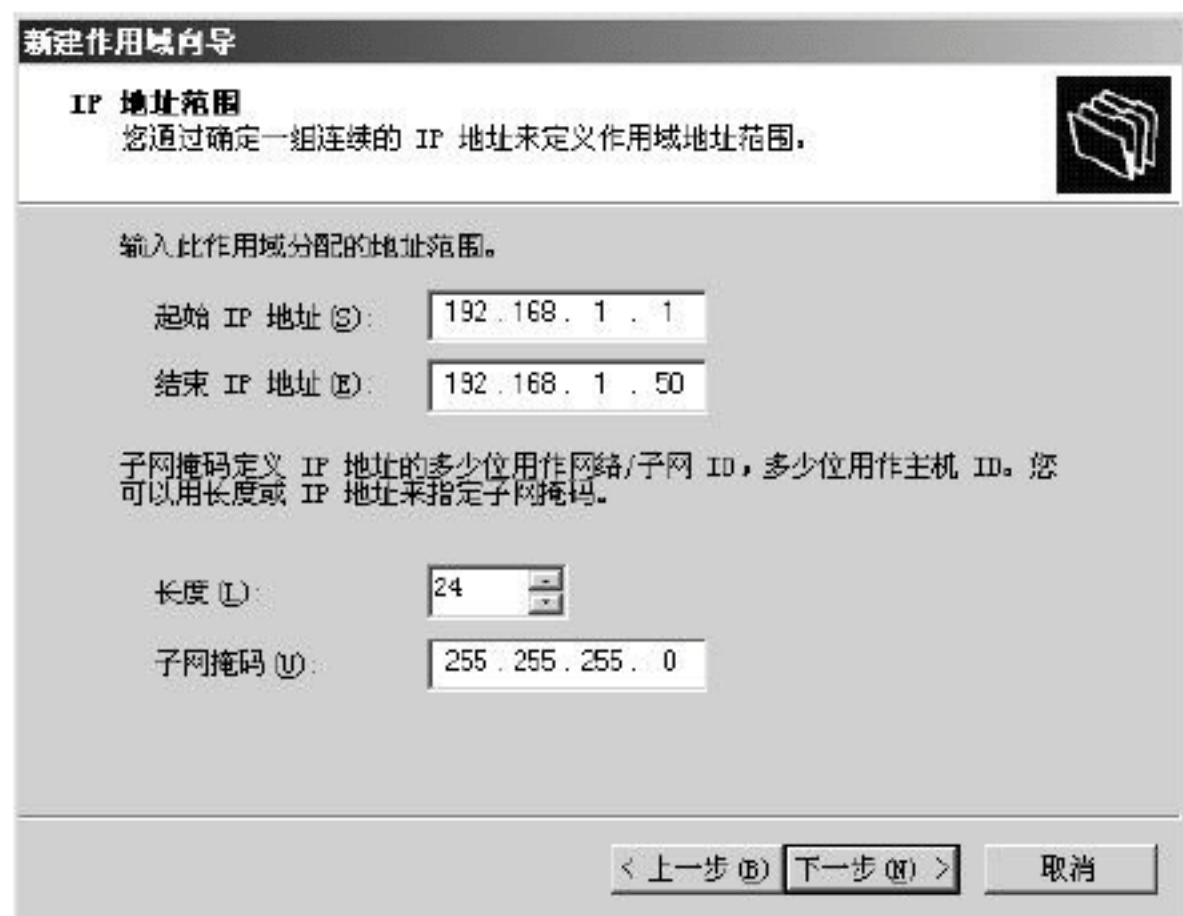 新建作用域向导
IP 地址范围
您通过确定一组连续的 IP 地址来定义作用域地址范围。
输入此作用域分配的地址范围。
起始 IP 地址(S): 192 . 168 . 1 . 1
结束 IP 地址(E): 192 . 168 . 1 . 50
子网掩码定义 IP 地址的多少位用作网络/子网 ID，多少位用作主机 ID。您
可以用长度或 IP 地址来指定子网掩码。
长度(L): 24
子网掩码(U): 255 . 255 . 255 . 0
< 上一步(B) 下一步(N) > 取消